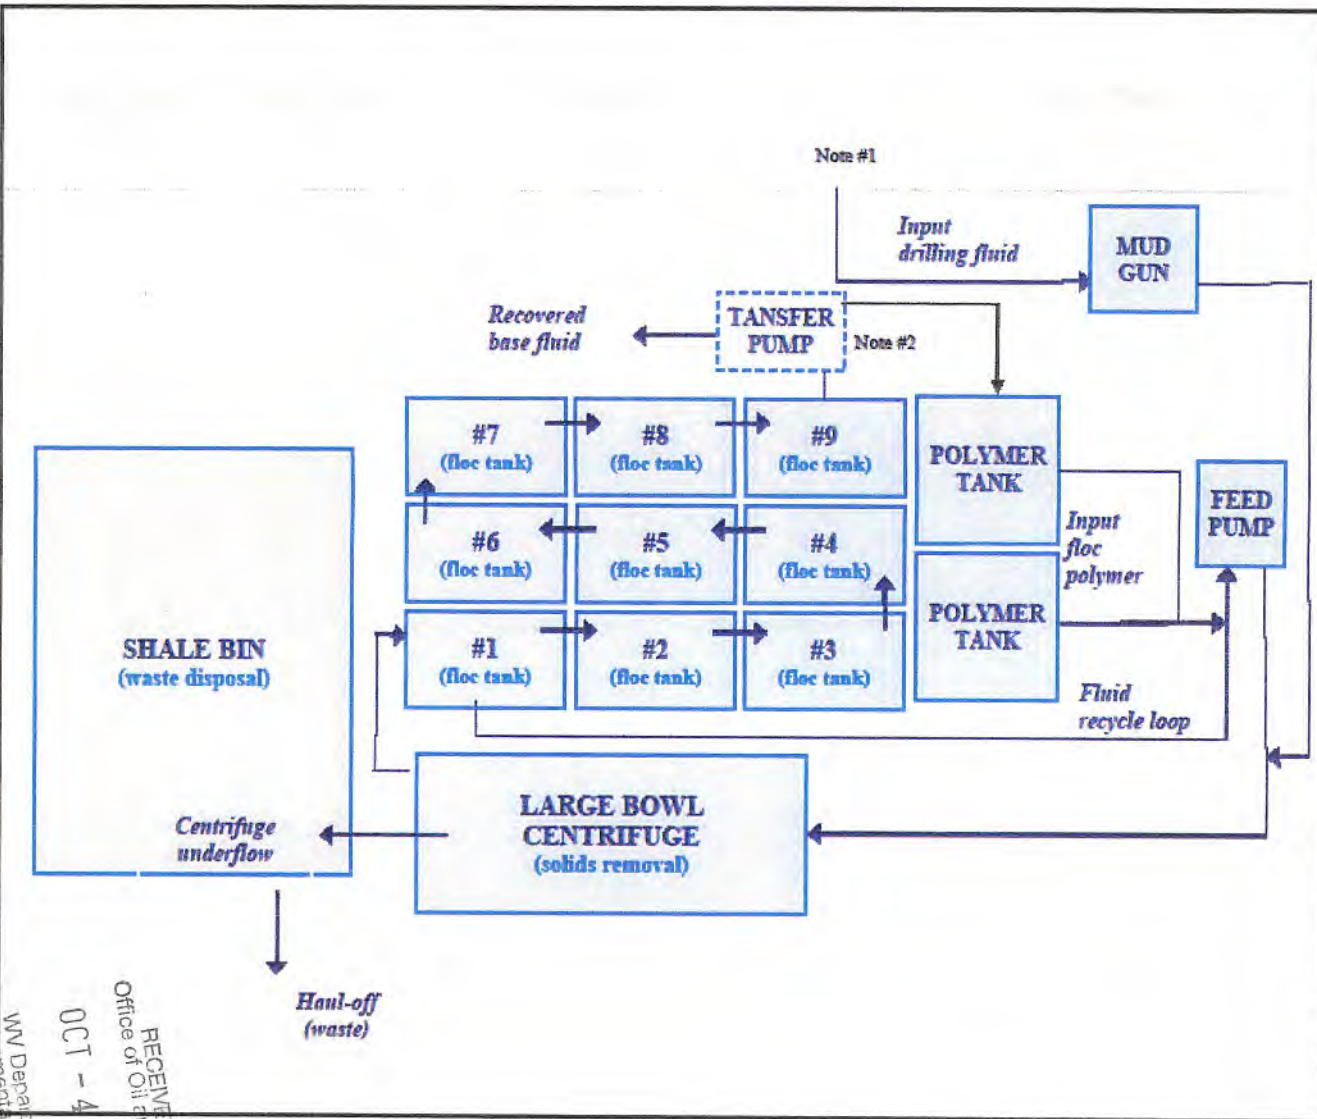 Note #1
Input
drilling fluid
MUD
GUN
Recovered
base fluid
TANSFER
PUMP
Note #2
#7
(floc tank)
#8
(floc tank)
#9
(floc tank)
POLYMER
TANK
#6
(floc tank)
#5
(floc tank)
#4
(floc tank)
Input
floc
polymer
FEED
PUMP
SHALE BIN
(waste disposal)
#1
(floc tank)
#2
(floc tank)
#3
(floc tank)
POLYMER
TANK
Fluid
recycle loop
LARGE BOWL
CENTRIFUGE
(solids removal)
Centrifuge
underflow
Haul-off
(waste)
Office of Oil
OCT - 4
WV